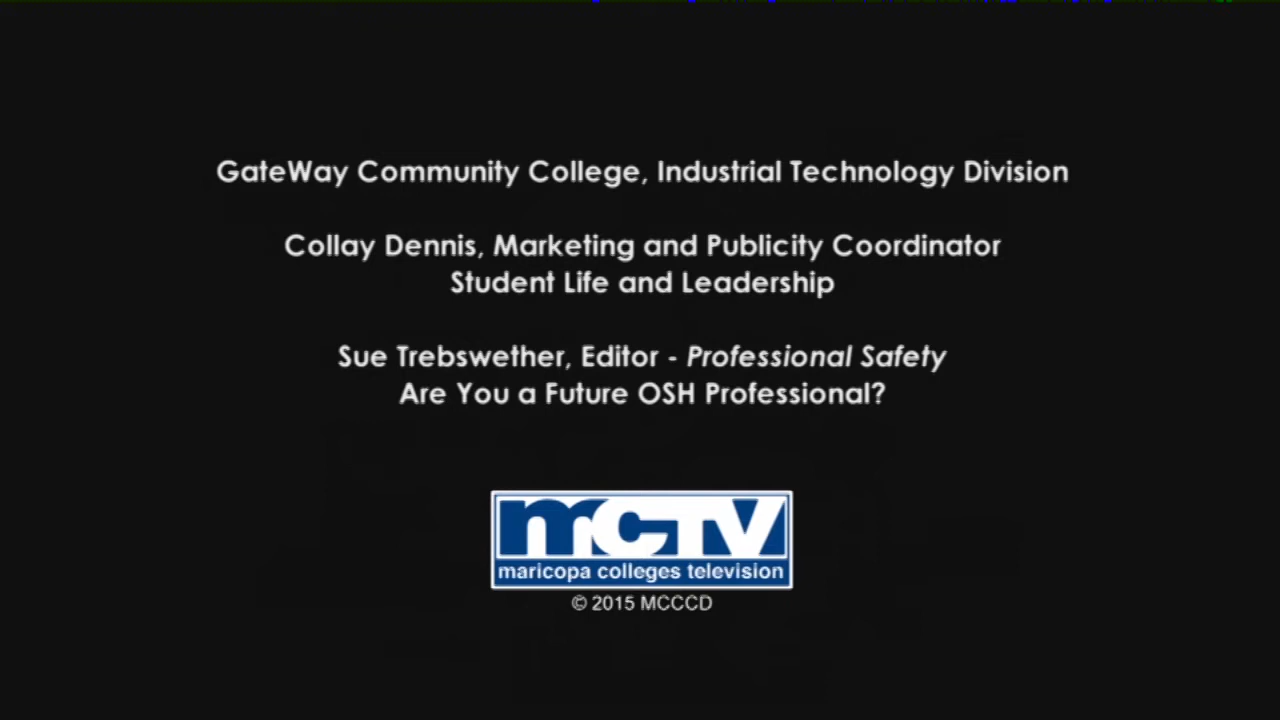 GateWay Community College, Industrial Technology Division
Collay Dennis, Marketing and Publicity Coordinator
Student Life and Leadership
Sue Trebswether, Editor - Professional Safety
Are You a Future OSH Professional?
mctv
maricopa colleges television
© 2015 MCCCD